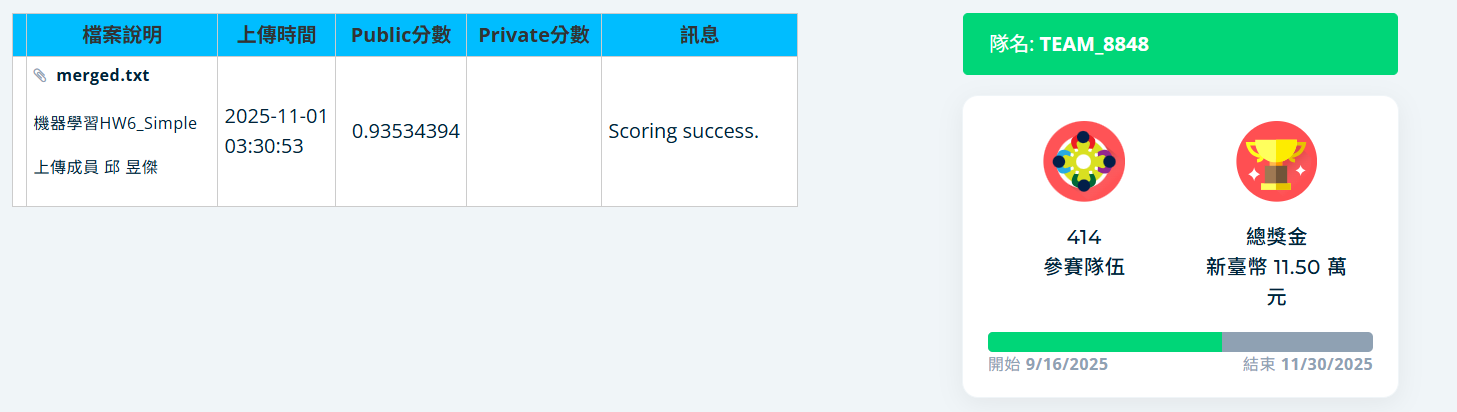 檔案說明 上傳時間 Public分數 Private分數 訊息
merged.txt
機器學習HW6_Simple
上傳成員 邱 昱傑
2025-11-01
03:30:53
0.93534394
Scoring success.
隊名: TEAM_8848
414
參賽隊伍
總獎金
新臺幣 11.50 萬
元
開始 9/16/2025
結束 11/30/2025